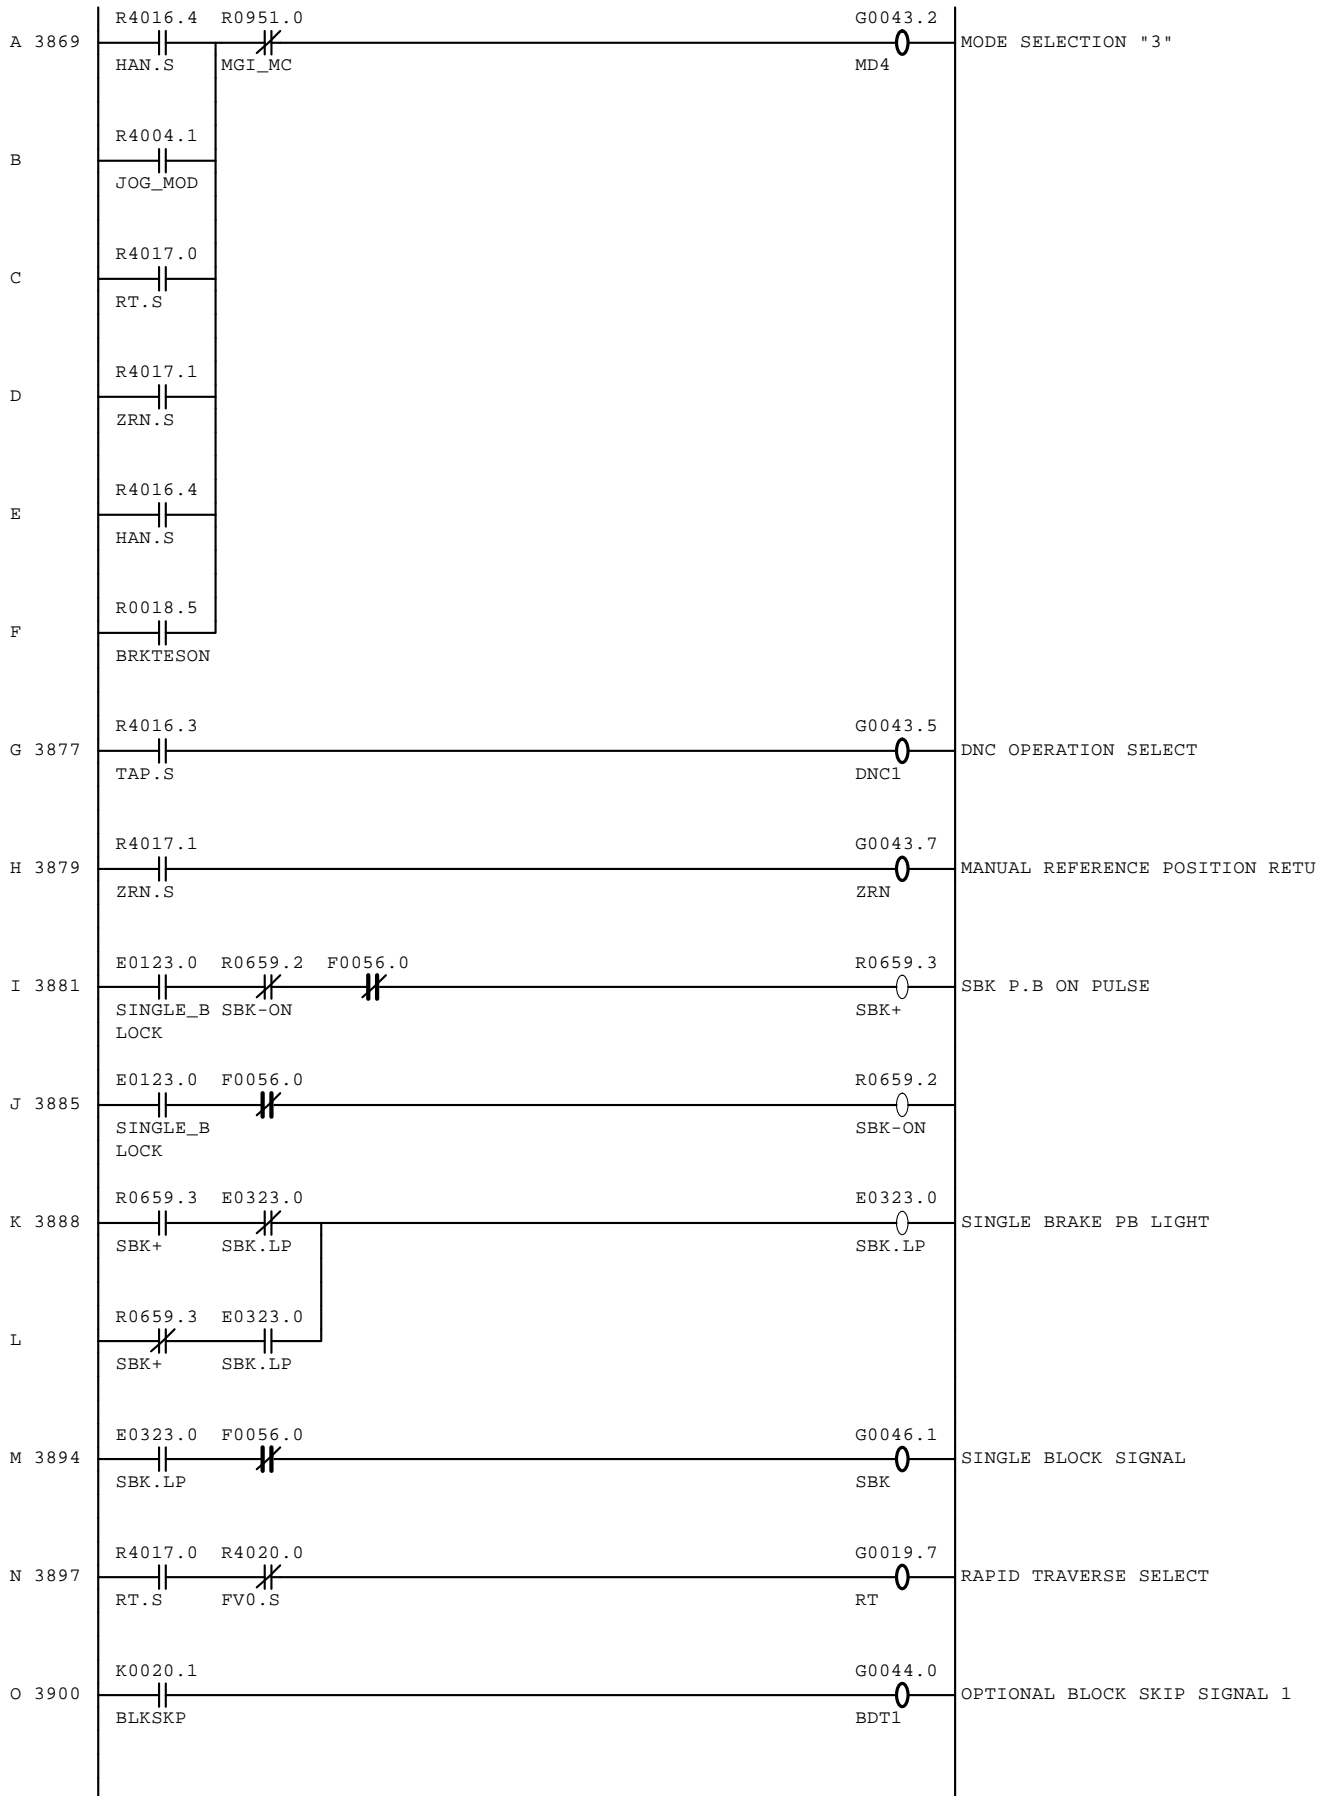 R4016.4 R0951.0 G0043.2
A 3869 MODE SELECTION "3"
HAN.S MGI_MC MD4
R4004.1
B
JOG_MOD
R4017.0
C
RT.S
R4017.1
D
ZRN.S
R4016.4
E
HAN.S
R0018.5
F
BRKTESON
R4016.3 G0043.5
G 3877 DNC OPERATION SELECT
TAP.S DNC1
R4017.1 G0043.7
H 3879 MANUAL REFERENCE POSITION RETU
ZRN.S ZRN
E0123.0 R0659.2 F0056.0 R0659.3
I 3881 SBK P.B ON PULSE
SINGLE_B SBK-ON SBK+
LOCK
E0123.0 F0056.0 R0659.2
J 3885
SINGLE_B SBK-ON
LOCK
R0659.3 E0323.0 E0323.0
K 3888 SINGLE BRAKE PB LIGHT
SBK+ SBK.LP SBK.LP
R0659.3 E0323.0
L
SBK+ SBK.LP
E0323.0 F0056.0 G0046.1
M 3894 SINGLE BLOCK SIGNAL
SBK.LP SBK
R4017.0 R4020.0 G0019.7
N 3897 RAPID TRAVERSE SELECT
RT.S FV0.S RT
K0020.1 G0044.0
O 3900 OPTIONAL BLOCK SKIP SIGNAL 1
BLKSKP BDT1